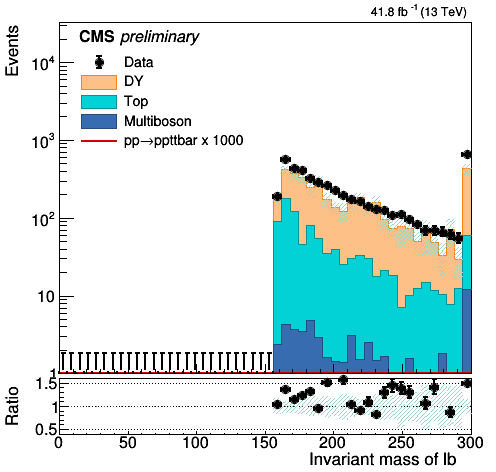 41.8 fb⁻¹ (13 TeV)
CMS preliminary
Data
DY
Top
Multiboson
pp→ppttbar x 1000
Events
10⁴
10³
10²
10
1
Ratio
1.5
1
0.5
0 50 100 150 200 250 300
Invariant mass of lb